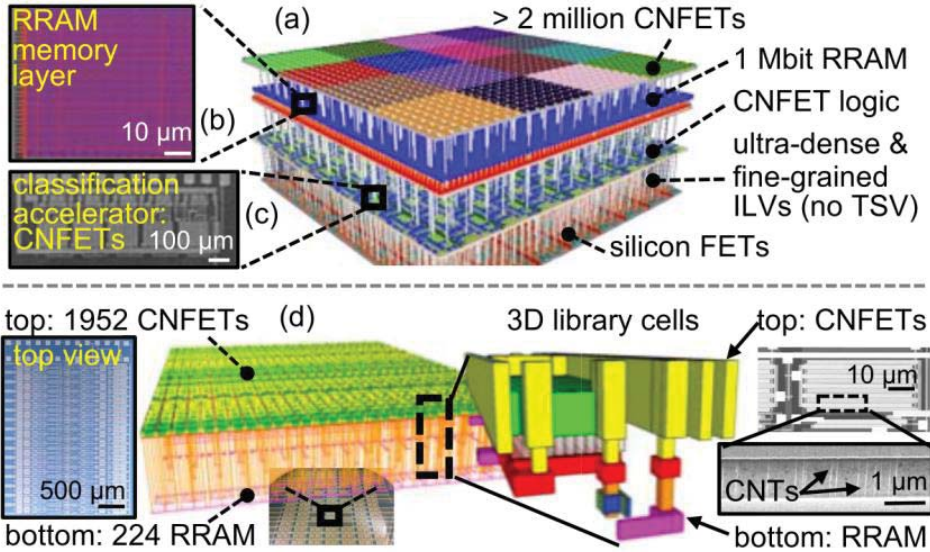 RRAM
memory
layer
10 µm
(a)
> 2 million CNFETs
1 Mbit RRAM
CNFET logic
ultra-dense &
fine-grained
ILVs (no TSV)
silicon FETs
(b)
classification
accelerator:
CNFETs
100 µm
(c)
top: 1952 CNFETs
(d)
3D library cells
top: CNFETs
top view
500 µm
bottom: 224 RRAM
10 µm
CNTs
1 µm
bottom: RRAM